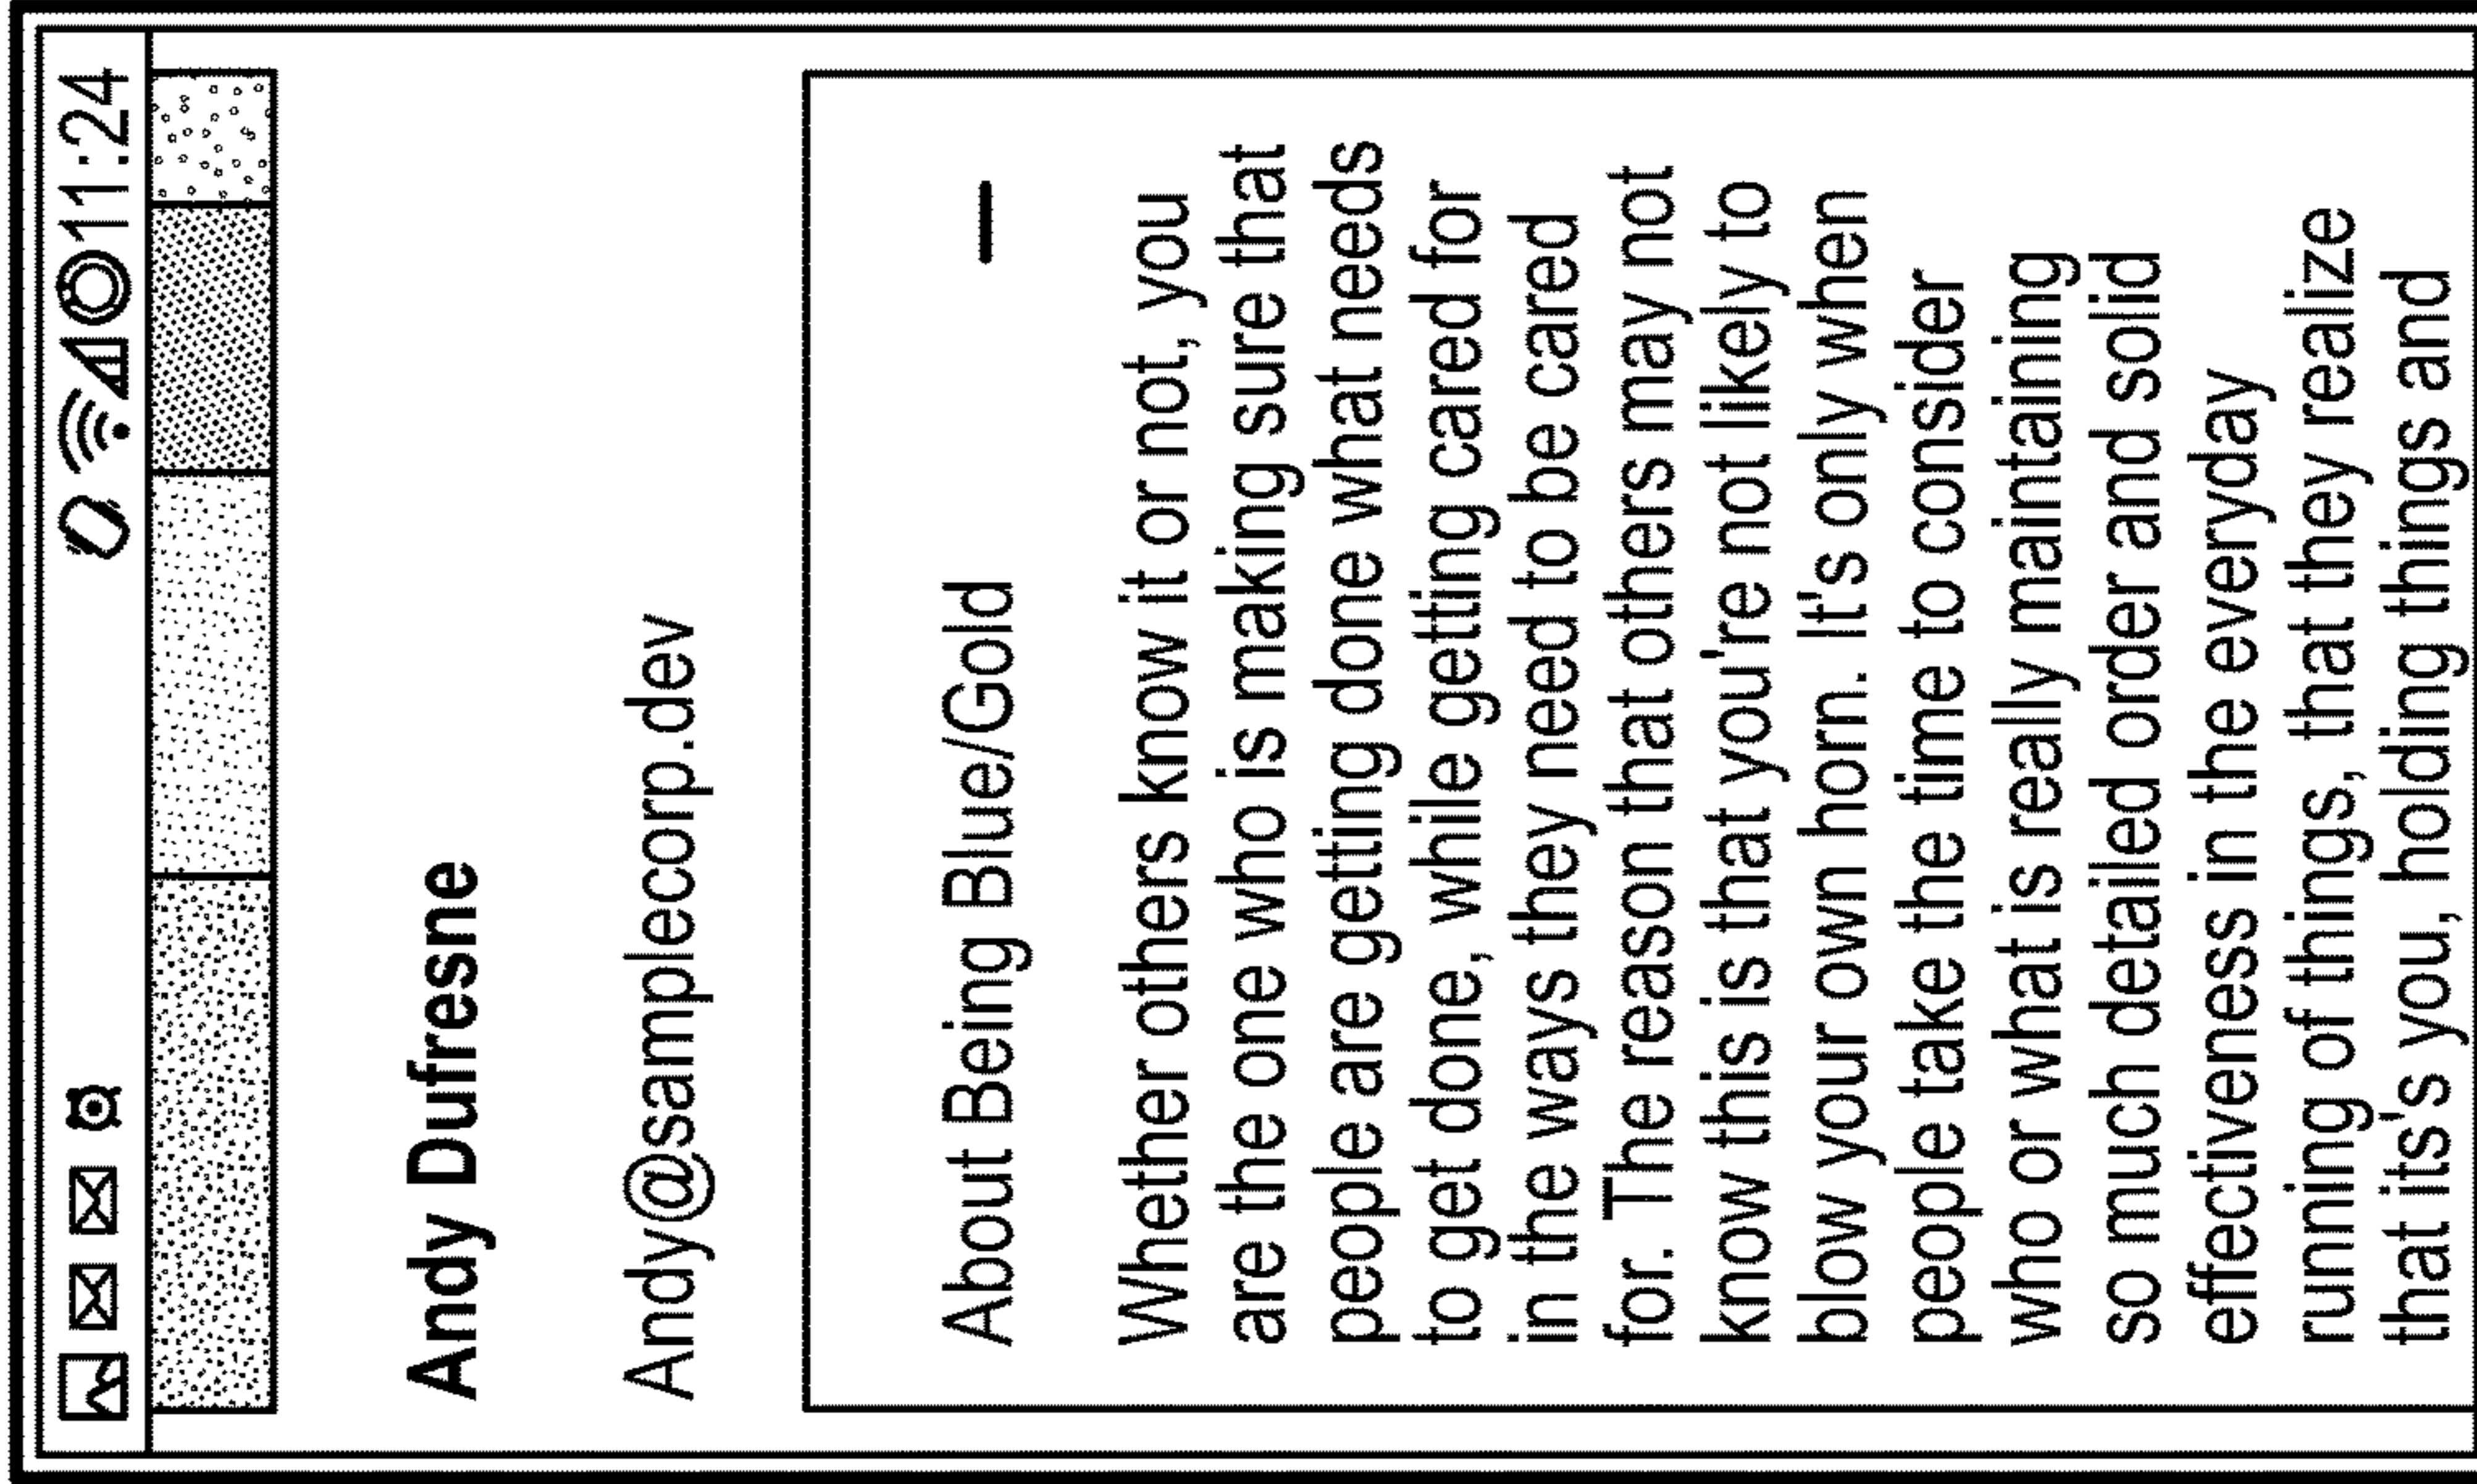 11:24
Andy Dufresne
Andy@samplecorp.dev
About Being Blue/Gold
Whether others know it or not, you
are the one who is making sure that
people are getting done what needs
to get done, while getting cared for
in the ways they need to be cared
for. The reason that others may not
know this is that you're not likely to
blow your own horn. It's only when
people take the time to consider
who or what is really maintaining
so much detailed order and solid
effectiveness in the everyday
running of things, that they realize
that its's you, holding things and